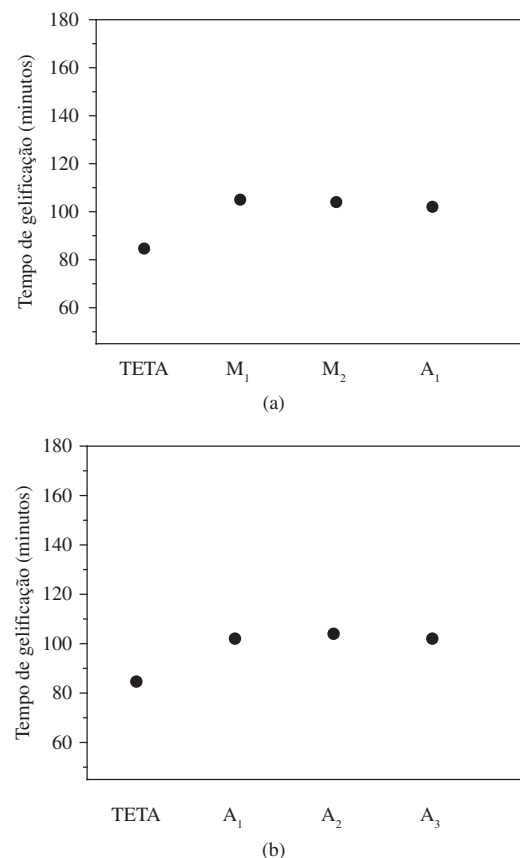 180
160
140
120
100
80
60
Tempo de gelificação (minutos)
TETA M₁ M₂ A₁
(a)
180
160
140
120
100
80
60
Tempo de gelificação (minutos)
TETA A₁ A₂ A₃
(b)